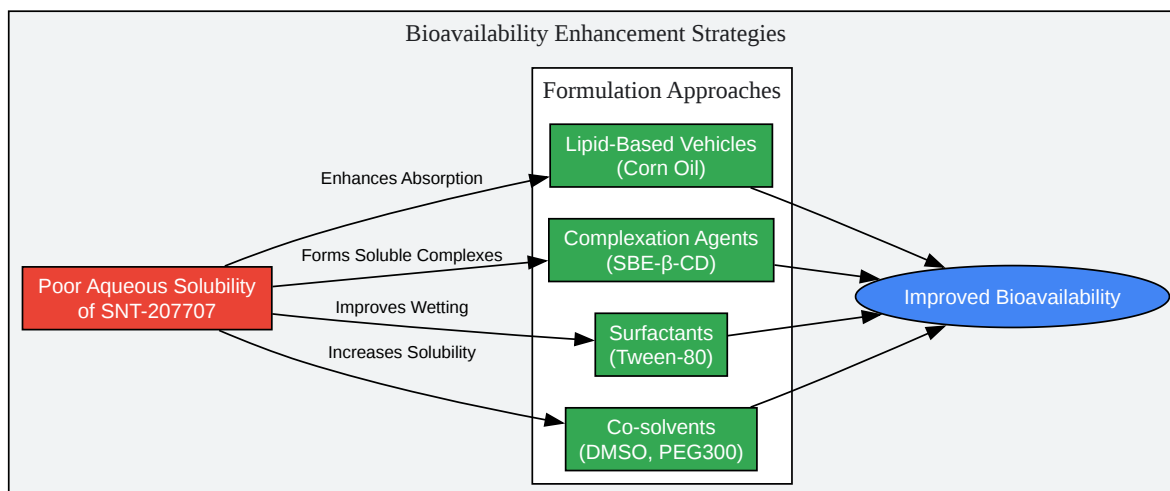 Bioavailability Enhancement Strategies
Formulation Approaches
Poor Aqueous Solubility
of SNT-207707
Enhances Absorption
Forms Soluble Complexes
Improves Wetting
Increases Solubility
Lipid-Based Vehicles
(Corn Oil)
Complexation Agents
(SBE-β-CD)
Surfactants
(Tween-80)
Co-solvents
(DMSO, PEG300)
Improved Bioavailability